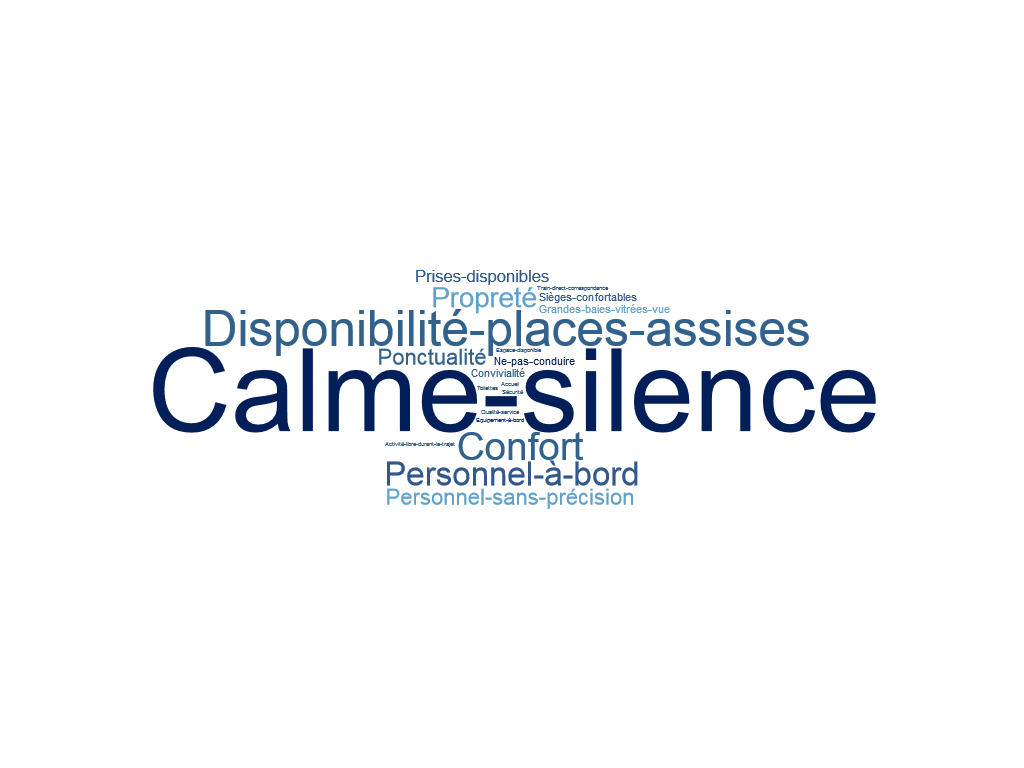 Prises-disponibles
Train-direct-correspondance
Propreté
Sièges-confortables
Grandes-baies-vitrées-vue
Disponibilité-places-assises
Espace-disponible
Ponctualité
Ne-pas-conduire
Convivialité
Calme-silence
Accueil
Toilettes
Sécurité
Qualité-service
Equipement-à-bord
Activité-libre-durant-le-trajet
Confort
Personnel-à-bord
Personnel-sans-précision